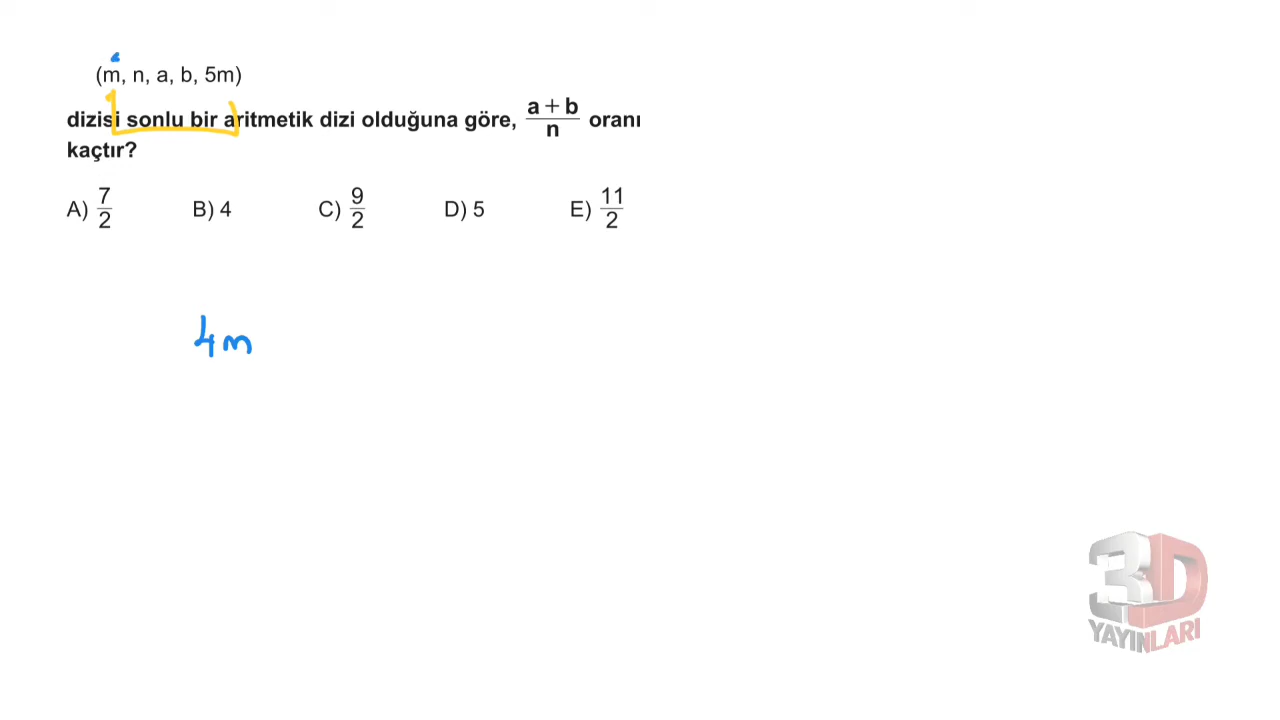 (m, n, a, b, 5m)
dizisi sonlu bir aritmetik dizi olduğuna göre, a + b / n oranı
kaçtır?
A) 7/2 B) 4 C) 9/2 D) 5 E) 11/2
4m
3D
YAYINLARI